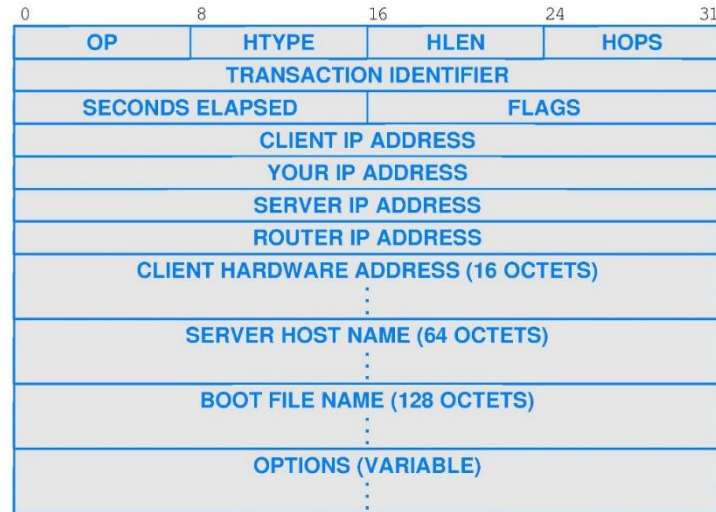 0 8 16 24 31
OP HTYPE HLEN HOPS
TRANSACTION IDENTIFIER
SECONDS ELAPSED FLAGS
CLIENT IP ADDRESS
YOUR IP ADDRESS
SERVER IP ADDRESS
ROUTER IP ADDRESS
CLIENT HARDWARE ADDRESS (16 OCTETS)
SERVER HOST NAME (64 OCTETS)
BOOT FILE NAME (128 OCTETS)
OPTIONS (VARIABLE)